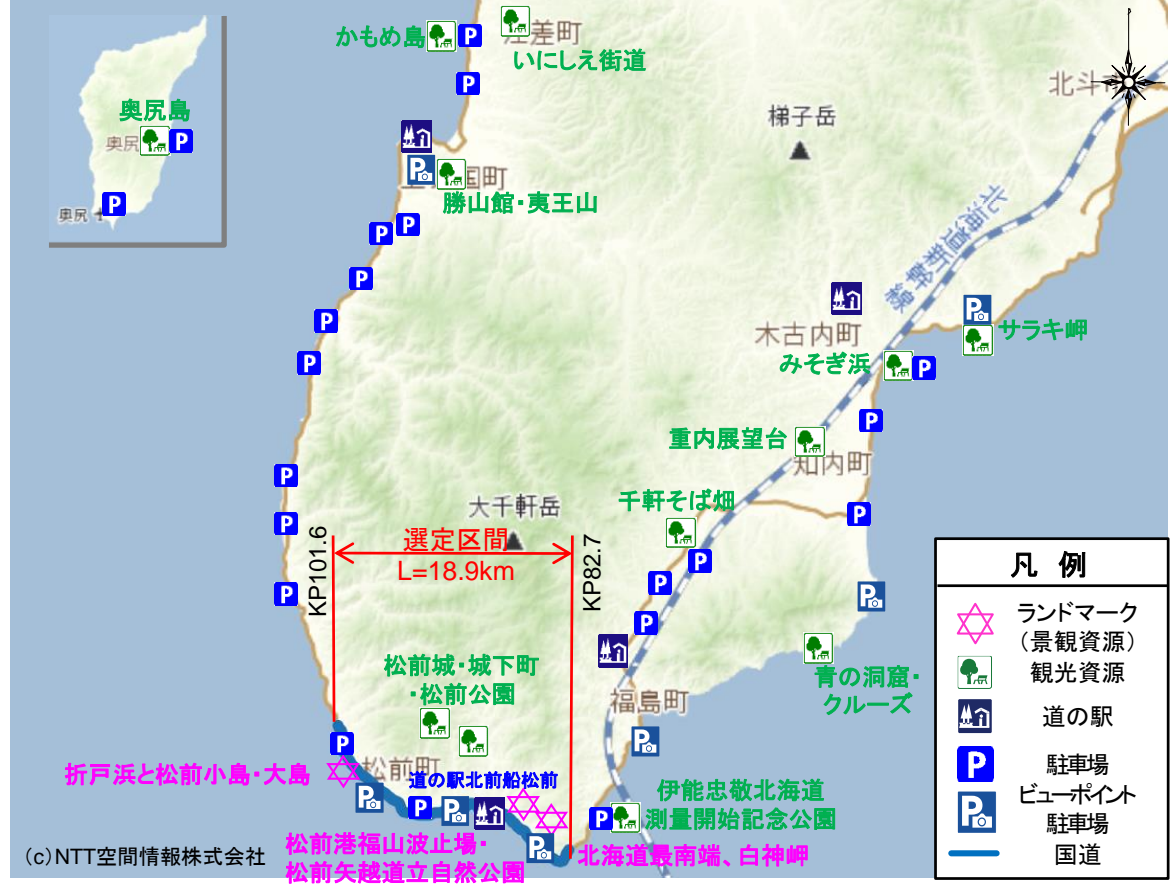 かもめ島
P
江差町
いにしえ街道
P
北斗市
奥尻島
奥尻
P
梯子岳
P
国町
勝山館・夷王山
奥尻
P
P
P
P
P
P
北海道新幹線
木古内町
P
サラキ岬
みそぎ浜
P
P
重内展望台
知内町
P
P
P
千軒そば畑
大千軒岳
選定区間
L=18.9km
KP101.6
KP82.7
P
P
P
P
P
松前城・城下町
・松前公園
福島町
青の洞窟・
クルーズ
P
P
折戸浜と松前小島・大島
松前町
道の駅北前船松前
P
P
P
P
P
伊能忠敬北海道
測量開始記念公園
松前港福山波止場・
松前矢越道立自然公園
北海道最南端、白神岬
(c)NTT空間情報株式会社
凡 例
ランドマーク
（景観資源）
観光資源
道の駅
P
駐車場
P
ビューポイント
駐車場
国道